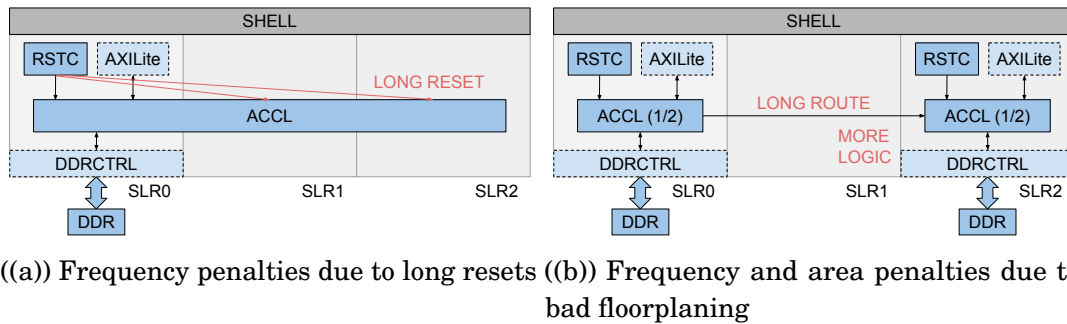 SHELL
RSTC
AXILite
LONG RESET
ACCL
DDRCTRL
SLR0
SLR1
SLR2
DDR
SHELL
RSTC
AXILite
RSTC
AXILite
LONG ROUTE
ACCL (1/2)
ACCL (1/2)
MORE
LOGIC
DDRCTRL
DDRCTRL
SLR0
SLR1
SLR2
DDR
DDR
((a)) Frequency penalties due to long resets
((b)) Frequency and area penalties due t
bad floorplaning